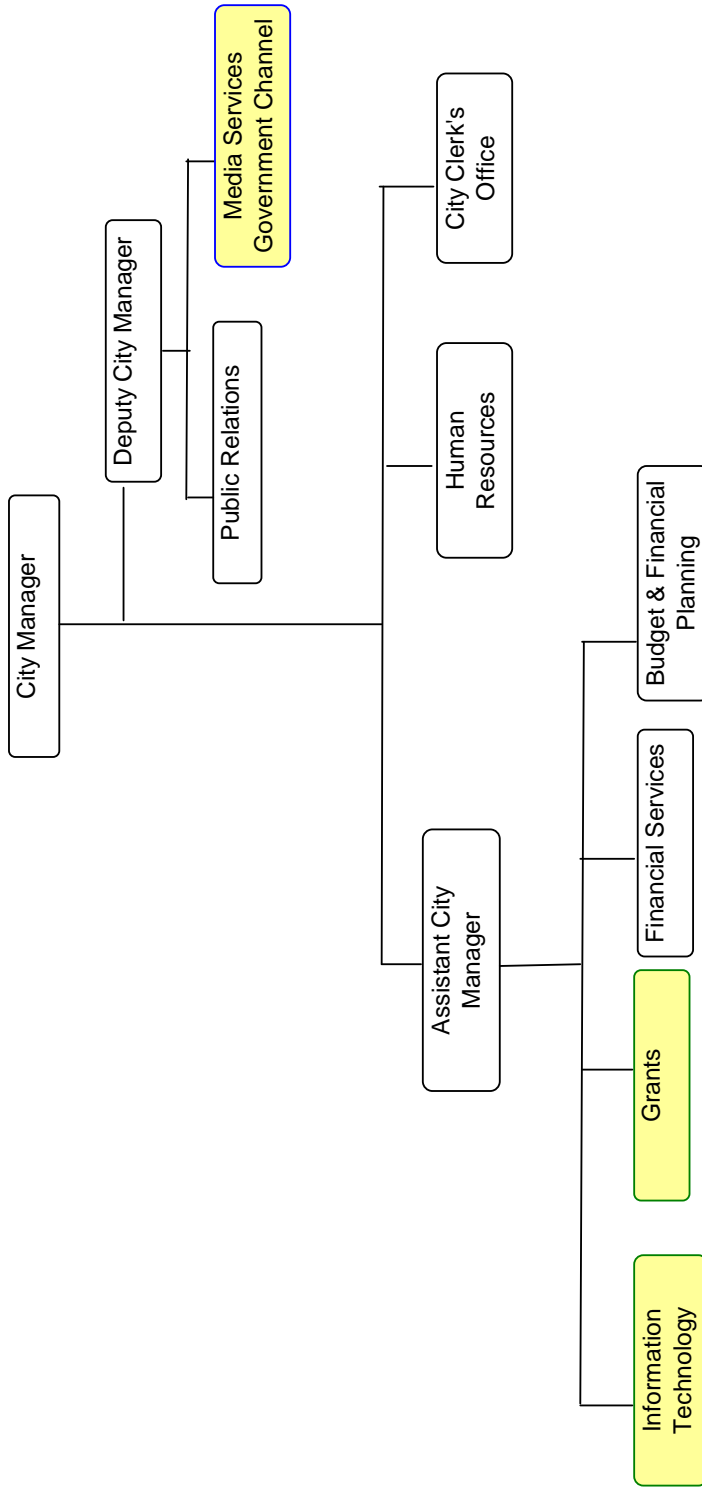 City Manager
Deputy City Manager
Public Relations
Media Services
Government Channel
Assistant City
Manager
Human
Resources
City Clerk's
Office
Information
Technology
Grants
Financial Services
Budget & Financial
Planning